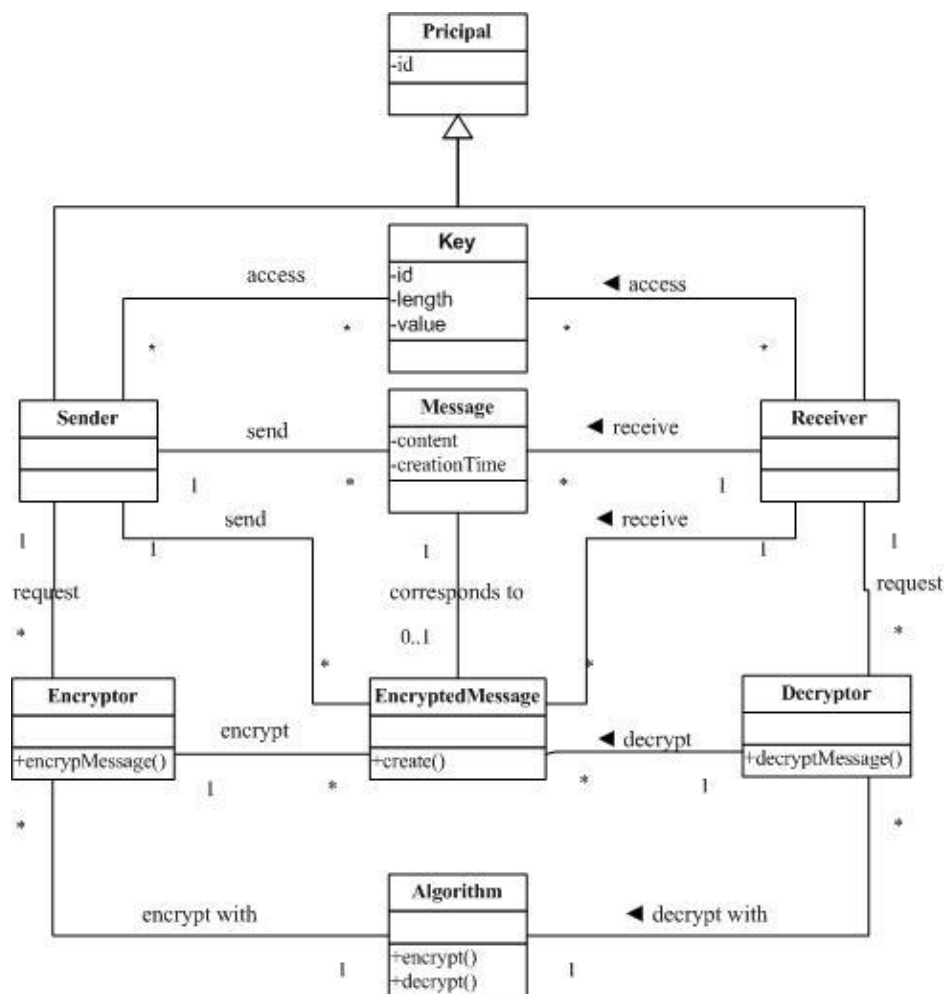 Pricipal
-id
Key
-id
-length
-value
access
◄ access
*
*
*
*
Sender
Message
-content
-creationTime
Receiver
send
◄ receive
1
*
*
1
send
◄ receive
1
1
1
1
1
request
corresponds to
request
*
0..1
*
*
*
Encryptor
+encrypMessage()
EncryptedMessage
+create()
Decryptor
+decryptMessage()
encrypt
◄ decrypt
1
*
*
1
*
*
Algorithm
+encrypt()
+decrypt()
encrypt with
◄ decrypt with
1
1